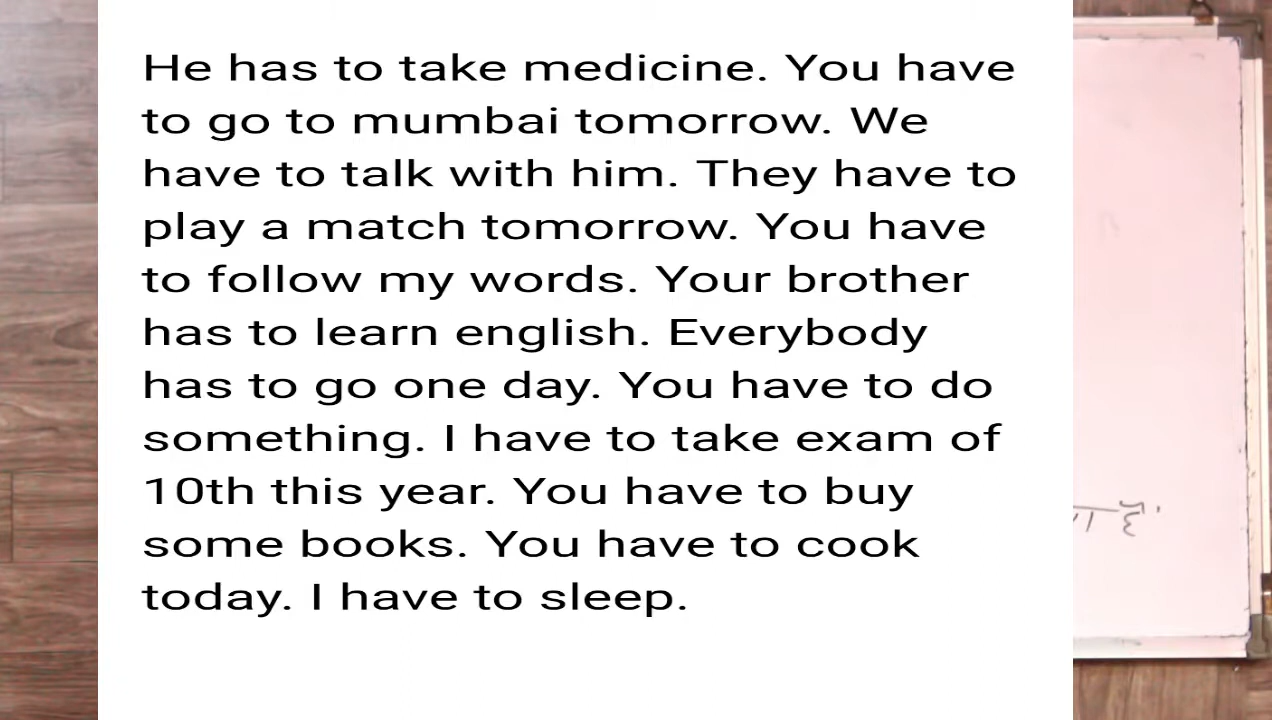 He has to take medicine. You have
to go to mumbai tomorrow. We
have to talk with him. They have to
play a match tomorrow. You have
to follow my words. Your brother
has to learn english. Everybody
has to go one day. You have to do
something. I have to take exam of
10th this year. You have to buy
some books. You have to cook
today. I have to sleep.